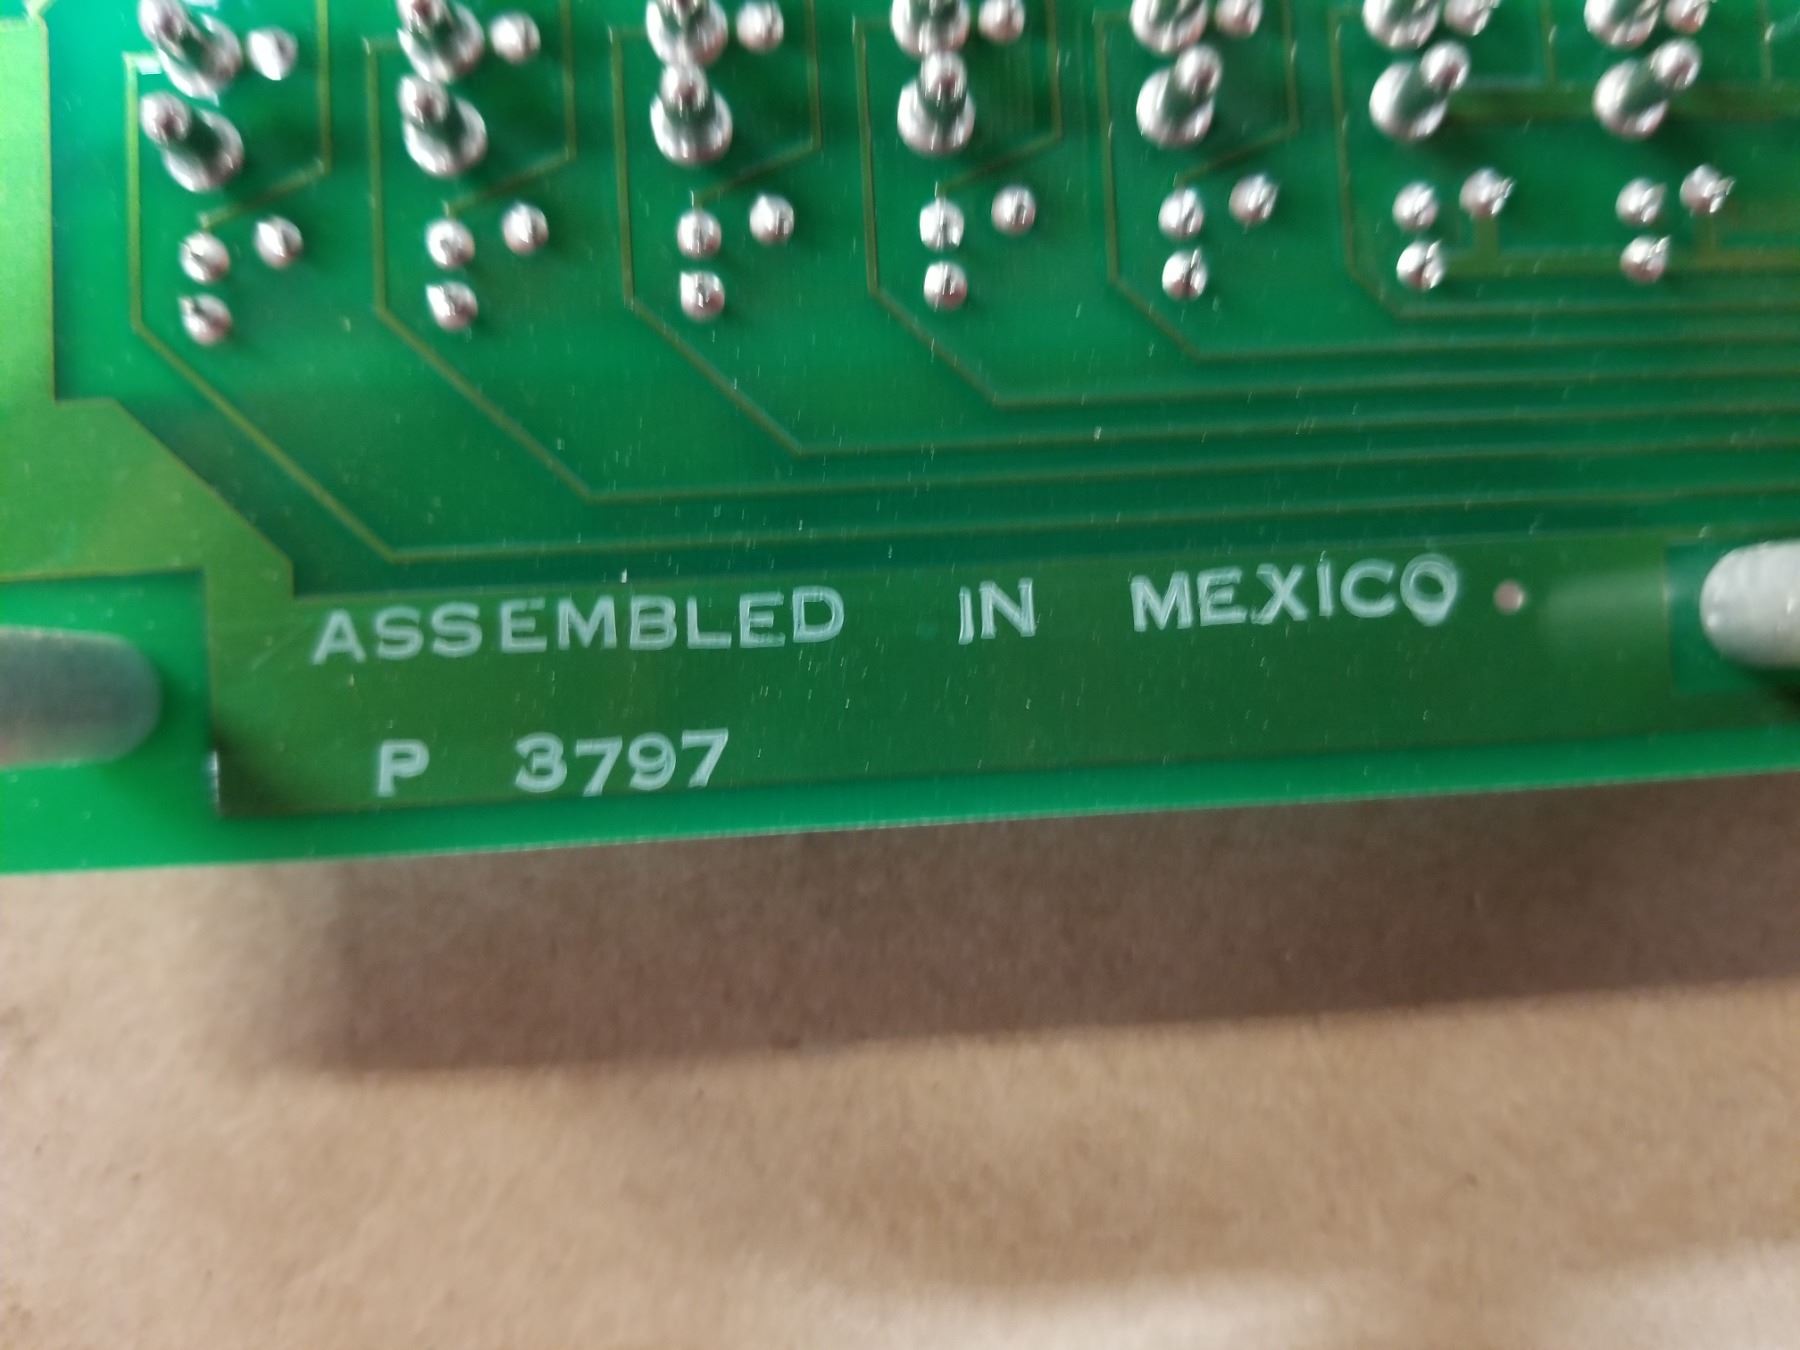 ASSEMBLED IN MEXICO
P 3797